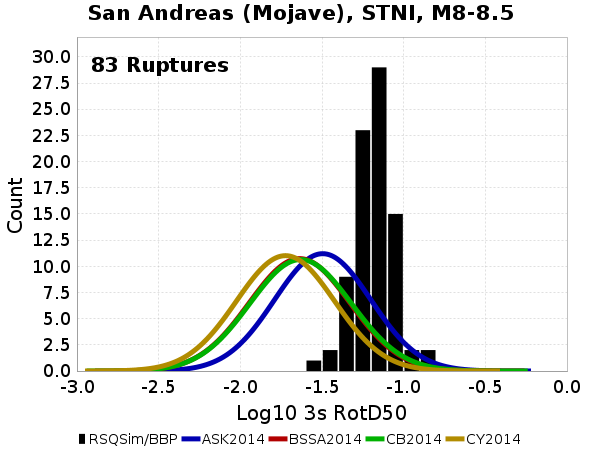 San Andreas (Mojave), STNI, M8-8.5
83 Ruptures
Count
30.0
27.5
25.0
22.5
20.0
17.5
15.0
12.5
10.0
7.5
5.0
2.5
0.0
-3.0 -2.5 -2.0 -1.5 -1.0 -0.5 0.0
Log10 3s RotD50
RSQSim/BBP ASK2014 BSSA2014 CB2014 CY2014